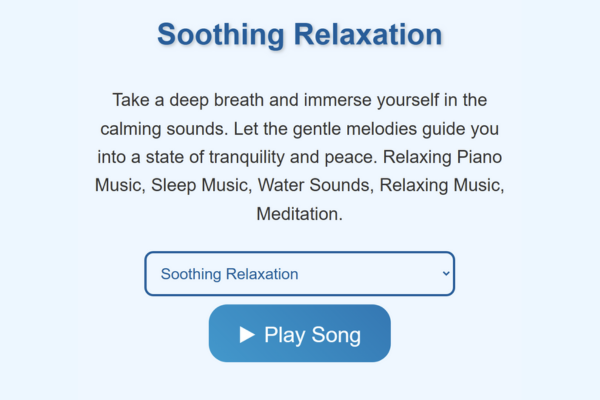 Soothing Relaxation
Take a deep breath and immerse yourself in the
calming sounds. Let the gentle melodies guide you
into a state of tranquility and peace. Relaxing Piano
Music, Sleep Music, Water Sounds, Relaxing Music,
Meditation.
Soothing Relaxation
▶ Play Song